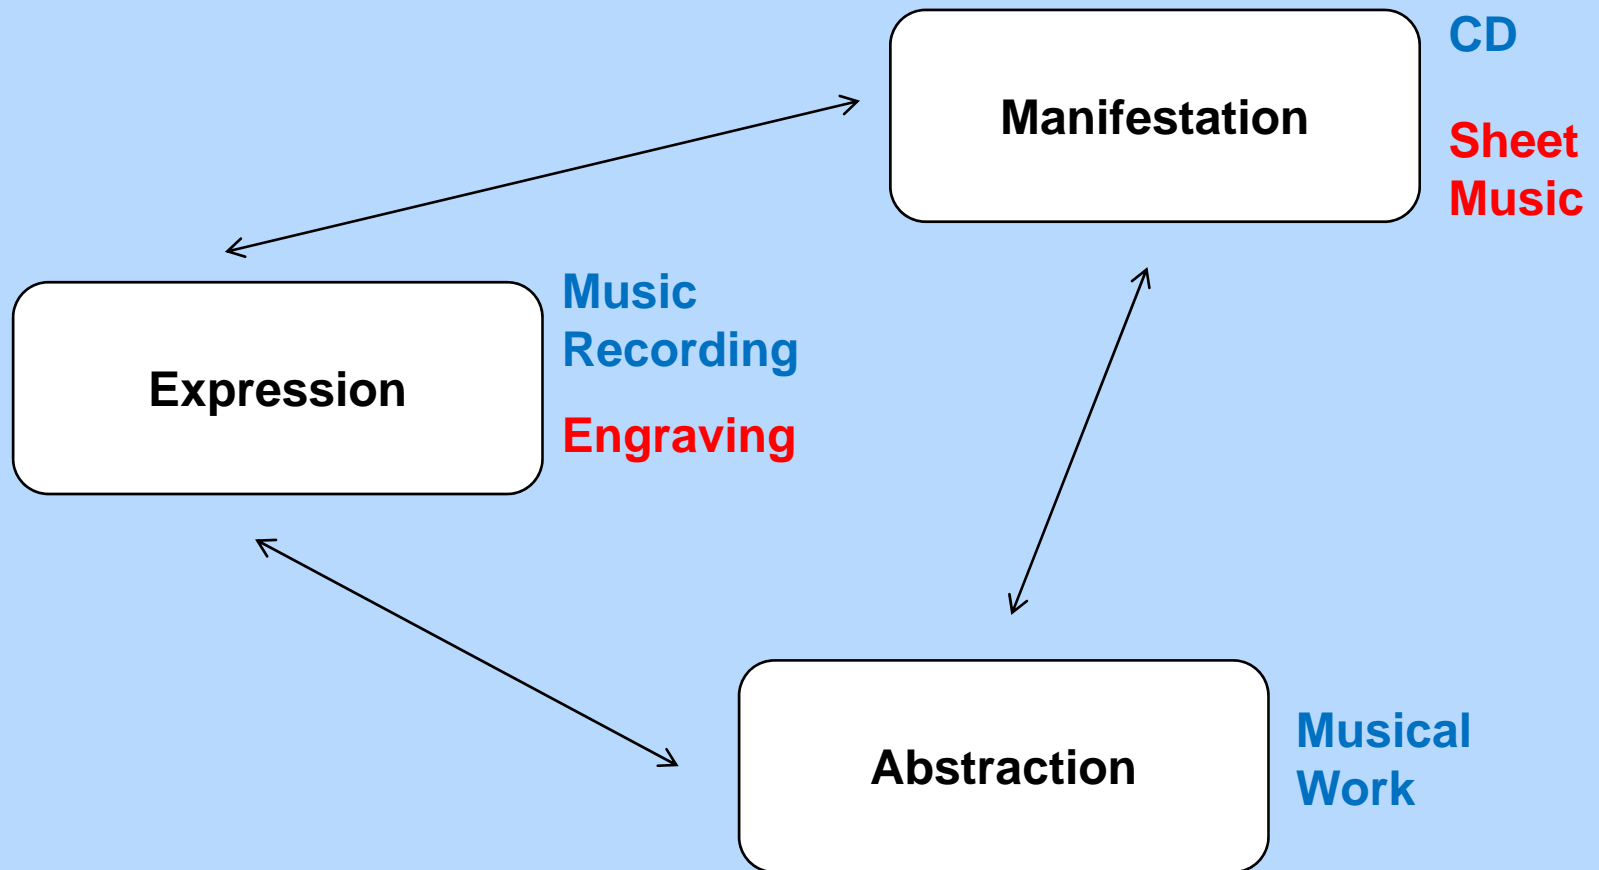 CD
Manifestation
Sheet
Music
Music
Recording
Expression
Engraving
Musical
Abstraction
Work